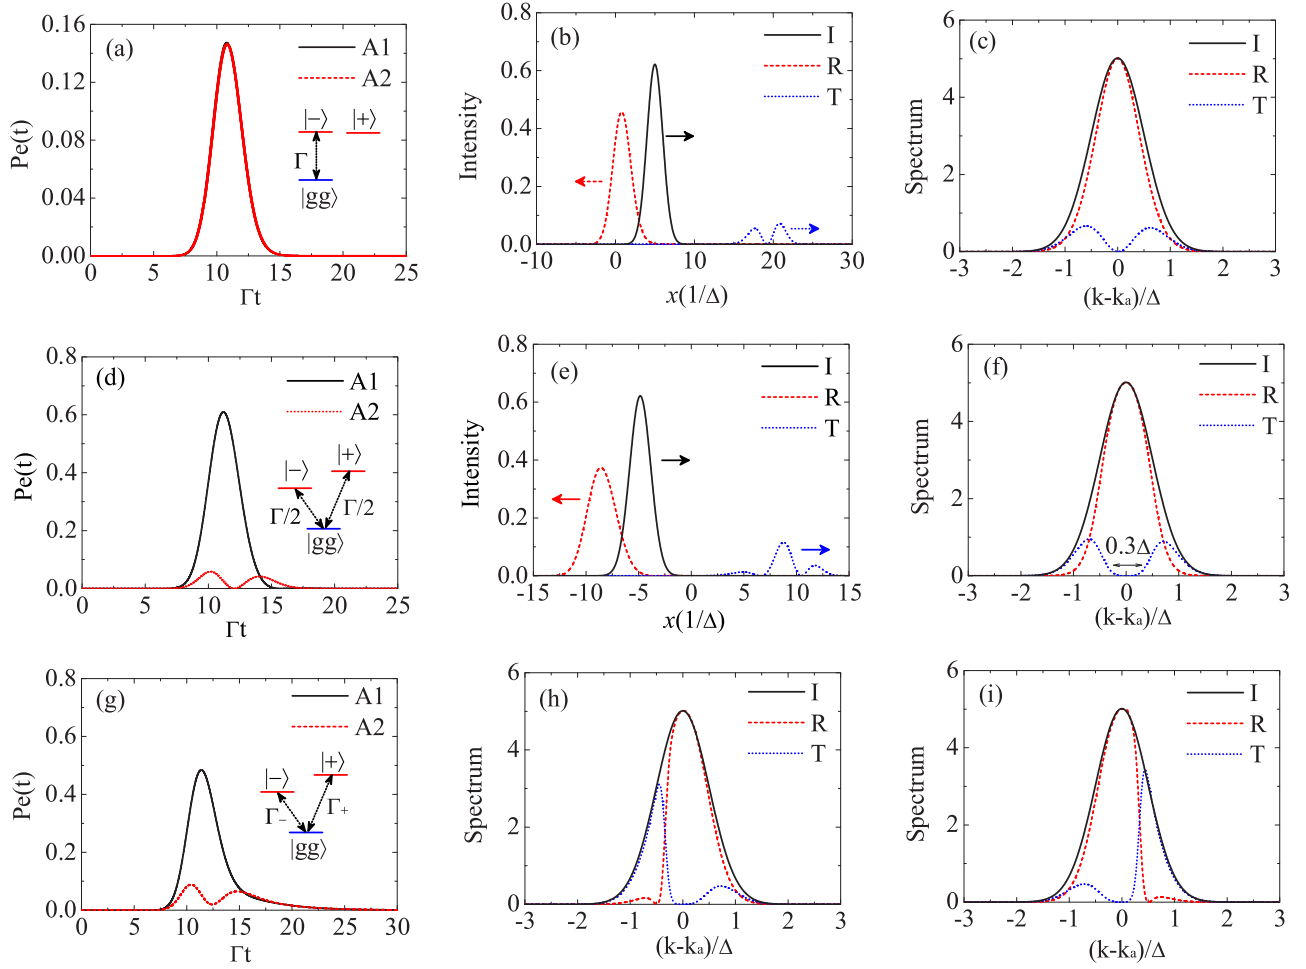 (a)
A1
A2
|−⟩ |+⟩
Γ
|gg⟩
Pe(t)
0.16
0.12
0.08
0.04
0.00
0 5 10 15 20 25
Γt
(b)
I
R
T
Intensity
0.8
0.6
0.4
0.2
0.0
-10 0 10 20 30
x(1/Δ)
(c)
I
R
T
Spectrum
6
4
2
0
-3 -2 -1 0 1 2 3
(k-ka)/Δ
(d)
A1
A2
|−⟩ |+⟩
Γ/2 Γ/2
|gg⟩
Pe(t)
0.8
0.6
0.4
0.2
0.0
0 5 10 15 20 25
Γt
(e)
I
R
T
Intensity
0.8
0.6
0.4
0.2
0.0
-15 -10 -5 0 5 10 15
x(1/Δ)
(f)
I
R
T
0.3Δ
Spectrum
6
4
2
0
-3 -2 -1 0 1 2 3
(k-ka)/Δ
(g)
A1
A2
|−⟩ |+⟩
Γ− Γ+
|gg⟩
Pe(t)
0.8
0.6
0.4
0.2
0.0
0 5 10 15 20 25 30
Γt
(h)
I
R
T
Spectrum
6
4
2
0
-3 -2 -1 0 1 2 3
(k-ka)/Δ
(i)
I
R
T
Spectrum
6
4
2
0
-3 -2 -1 0 1 2 3
(k-ka)/Δ